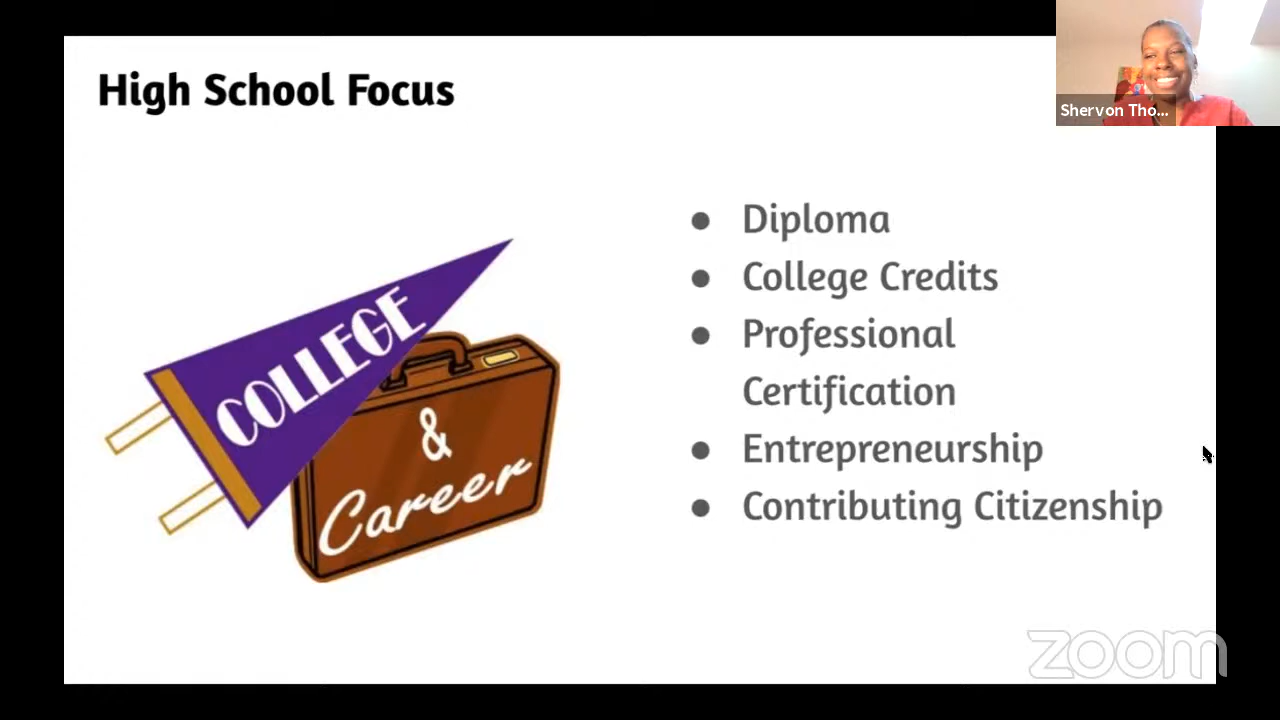 High School Focus
Shervon Tho...
COLLEGE
&
Career
● Diploma
● College Credits
● Professional
Certification
● Entrepreneurship
● Contributing Citizenship
zoom